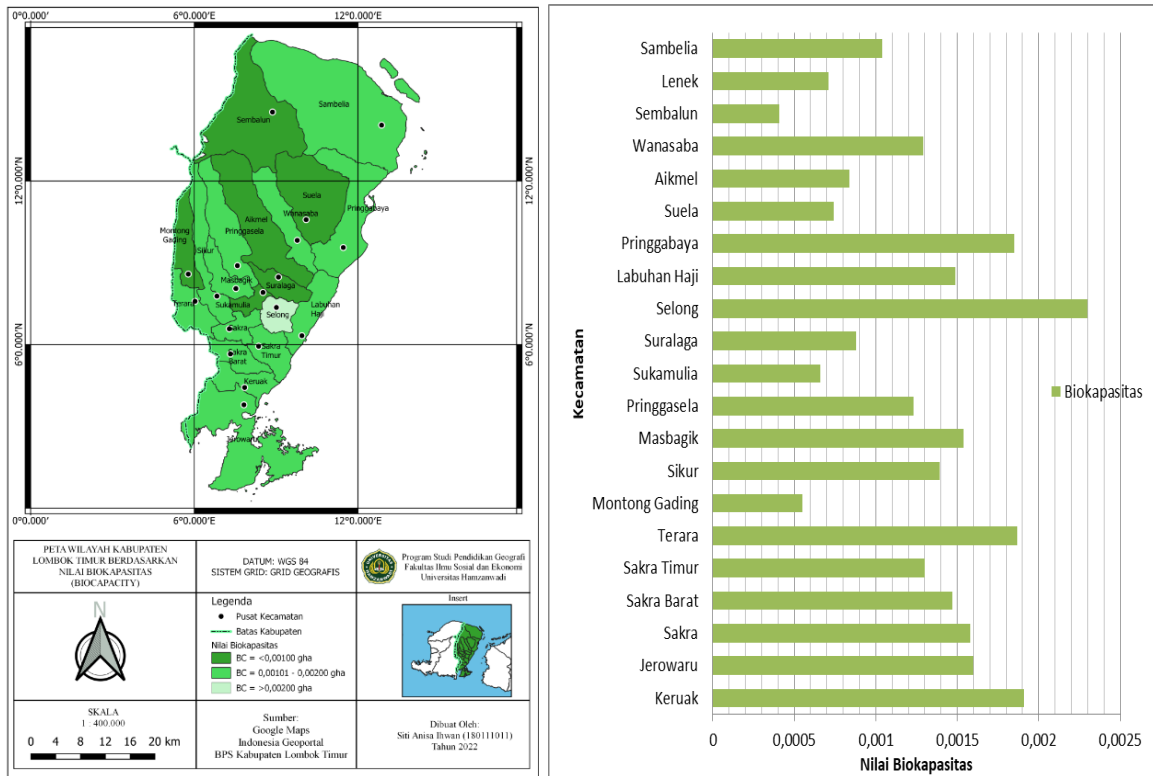 0°0.000'
6°0.000'E
12°0.000'E
12°0.000'N
12°0.000'N
6°0.000'N
6°0.000'N
0°0.000'
6°0.000'E
12°0.000'E
Sambelia
Sembalun
Suela
Wanasaba
Pringgabaya
Aikmel
Pringgasela
Montong
Gading
Sikur
Masbagik
Suralaga
Terara
Sukamulia
Selong
Labuhan
Haji
Sakra
Sakra
Timur
Sakra
Barat
Keruak
Jerowaru
PETA WILAYAH KABUPATEN
LOMBOK TIMUR BERDASARKAN
NILAI BIOKAPASITAS
(BIOCAPACITY)
DATUM: WGS 84
SISTEM GRID: GRID GEOGRAFIS
Program Studi Pendidikan Geografi
Fakultas Ilmu Sosial dan Ekonomi
Universitas Hamzanwadi
N
Legenda
Pusat Kecamatan
Batas Kabupaten
Nilai Biokapasitas
BC = <0,00100 gha
BC = 0,00101 - 0,00200 gha
BC = >0,00200 gha
Insert
SKALA
1 : 400.000
0 4 8 12 16 20 km
Sumber:
Google Maps
Indonesia Geoportal
BPS Kabupaten Lombok Timur
Dibuat Oleh:
Siti Anisa Ihwan (180111011)
Tahun 2022
Kecamatan
Sambelia
Lenek
Sembalun
Wanasaba
Aikmel
Suela
Pringgabaya
Labuhan Haji
Selong
Suralaga
Sukamulia
Pringgasela
Masbagik
Sikur
Montong Gading
Terara
Sakra Timur
Sakra Barat
Sakra
Jerowaru
Keruak
Biokapasitas
0 0,0005 0,001 0,0015 0,002 0,0025
Nilai Biokapasitas